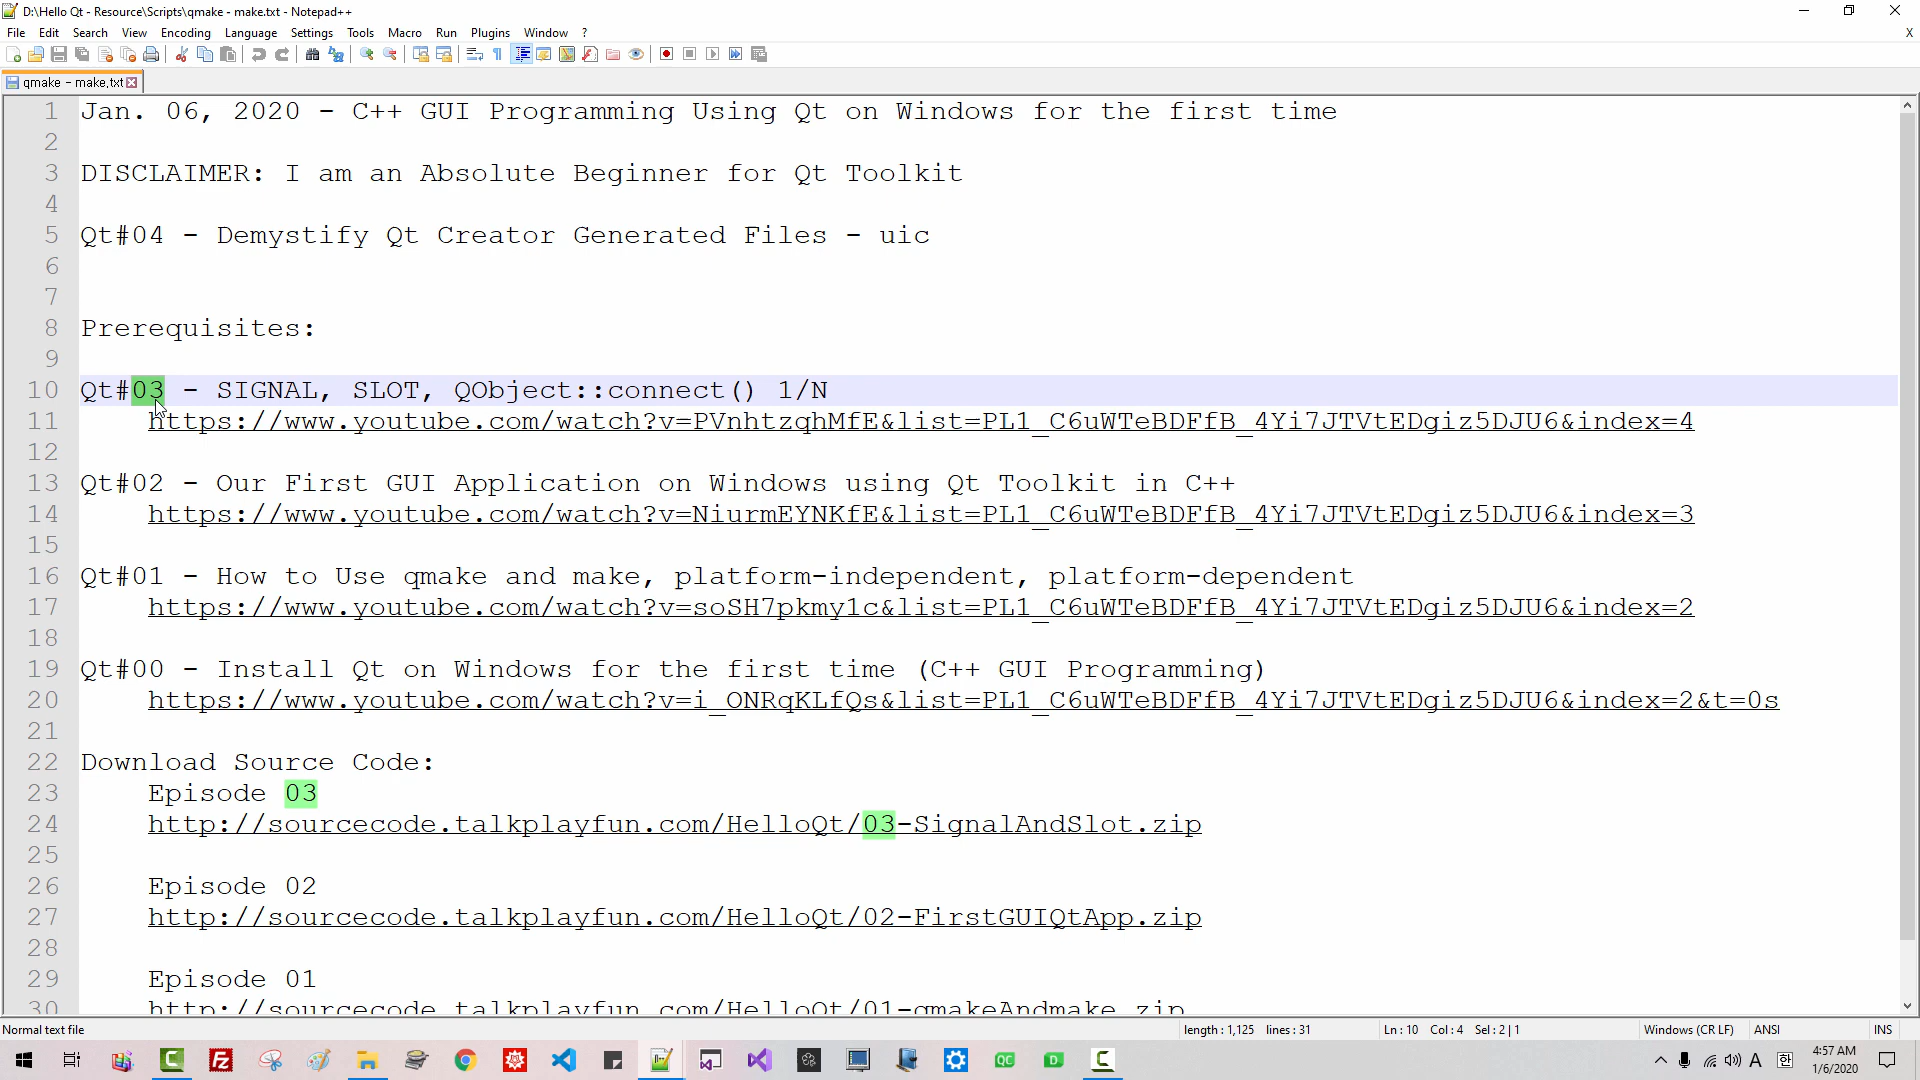 D:\Hello Qt - Resource\Scripts\qmake - make.txt - Notepad++
File Edit Search View Encoding Language Settings Tools Macro Run Plugins Window ? X
qmake - make.txt
1 Jan. 06, 2020 - C++ GUI Programming Using Qt on Windows for the first time
2
3 DISCLAIMER: I am an Absolute Beginner for Qt Toolkit
4
5 Qt#04 - Demystify Qt Creator Generated Files - uic
6
7
8 Prerequisites:
9
10 Qt#03 - SIGNAL, SLOT, QObject::connect() 1/N
11 https://www.youtube.com/watch?v=PVnhtzqhMfE&list=PL1_C6uWTeBDFfB_4Yi7JTVtEDgiz5DJU6&index=4
12
13 Qt#02 - Our First GUI Application on Windows using Qt Toolkit in C++
14 https://www.youtube.com/watch?v=NiurmEYNKfE&list=PL1_C6uWTeBDFfB_4Yi7JTVtEDgiz5DJU6&index=3
15
16 Qt#01 - How to Use qmake and make, platform-independent, platform-dependent
17 https://www.youtube.com/watch?v=soSH7pkmy1c&list=PL1_C6uWTeBDFfB_4Yi7JTVtEDgiz5DJU6&index=2
18
19 Qt#00 - Install Qt on Windows for the first time (C++ GUI Programming)
20 https://www.youtube.com/watch?v=i_ONRqKLfQs&list=PL1_C6uWTeBDFfB_4Yi7JTVtEDgiz5DJU6&index=2&t=0s
21
22 Download Source Code:
23 Episode 03
24 http://sourcecode.talkplayfun.com/HelloQt/03-SignalAndSlot.zip
25
26 Episode 02
27 http://sourcecode.talkplayfun.com/HelloQt/02-FirstGUIQtApp.zip
28
29 Episode 01
30 http://sourcecode.talkplayfun.com/HelloQt/01-qmakeAndmake.zip
Normal text file length : 1,125 lines : 31 Ln : 10 Col : 4 Sel : 2 | 1 Windows (CR LF) ANSI INS
QC D A 한 4:57 AM
1/6/2020